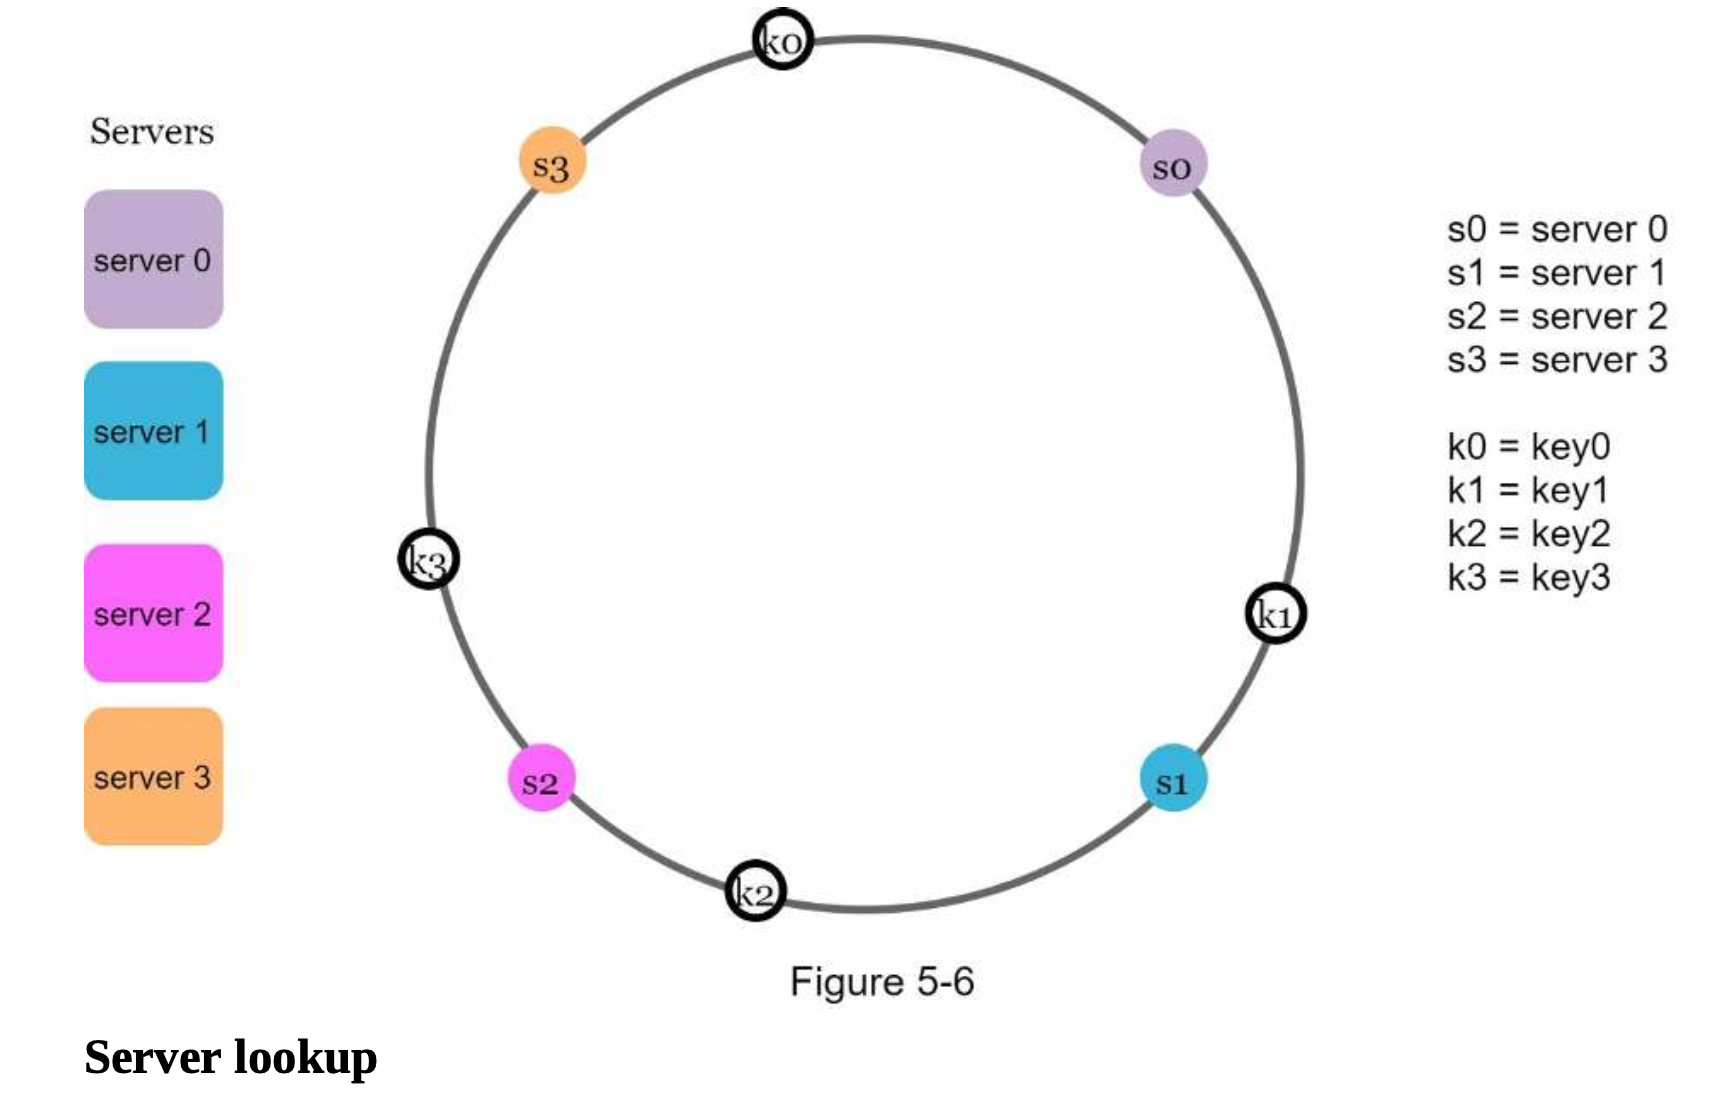 Servers
server 0
server 1
server 2
server 3
k0
s3
s0
k3
k1
s2
s1
k2
s0 = server 0
s1 = server 1
s2 = server 2
s3 = server 3
k0 = key0
k1 = key1
k2 = key2
k3 = key3
Figure 5-6
Server lookup